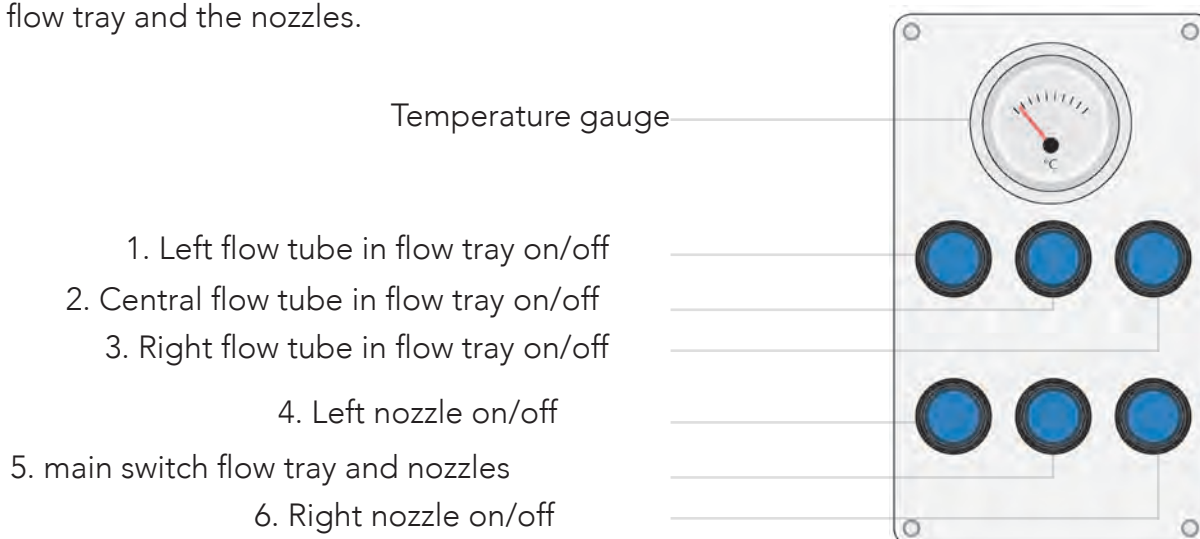 flow tray and the nozzles.
Temperature gauge
°C
1. Left flow tube in flow tray on/off
2. Central flow tube in flow tray on/off
3. Right flow tube in flow tray on/off
4. Left nozzle on/off
5. main switch flow tray and nozzles
6. Right nozzle on/off